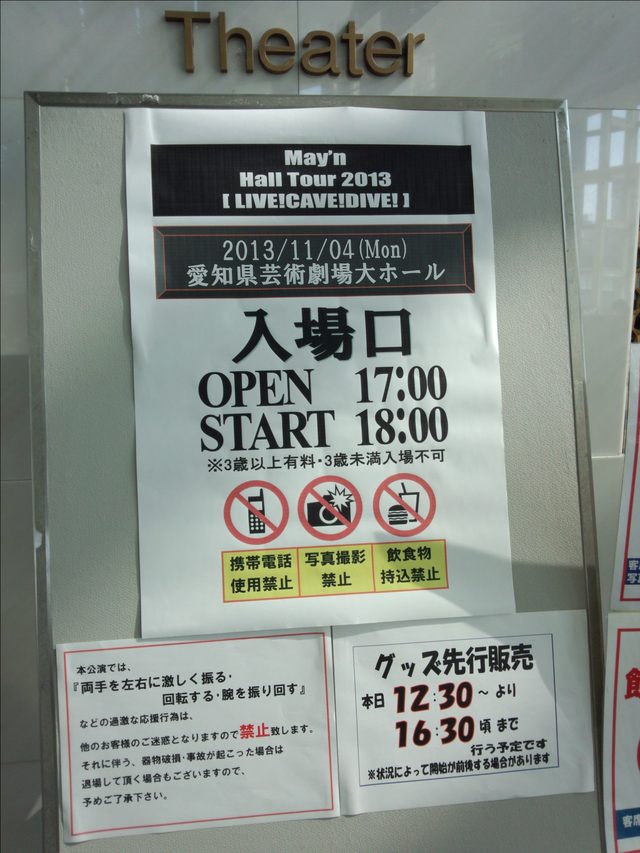 Theater
May'n
Hall Tour 2013
[ LIVE!CAVE!DIVE! ]
2013/11/04(Mon)
愛知県芸術劇場大ホール
入場口
OPEN 17:00
START 18:00
※3歳以上有料・3歳未満入場不可
携帯電話 使用禁止
写真撮影 禁止
飲食物 持込禁止
本公演では、
『両手を左右に激しく振る・
回転する・腕を振り回す』
などの過激な応援行為は、
他のお客様のご迷惑となりますので禁止致します。
それに伴う、器物破損・事故が起こった場合は
退場して頂く場合もございますので、
予めご了承下さい。
グッズ先行販売
本日 12:30～より
16:30頃まで
行う予定です
※状況によって開始が前後する場合があります
客席